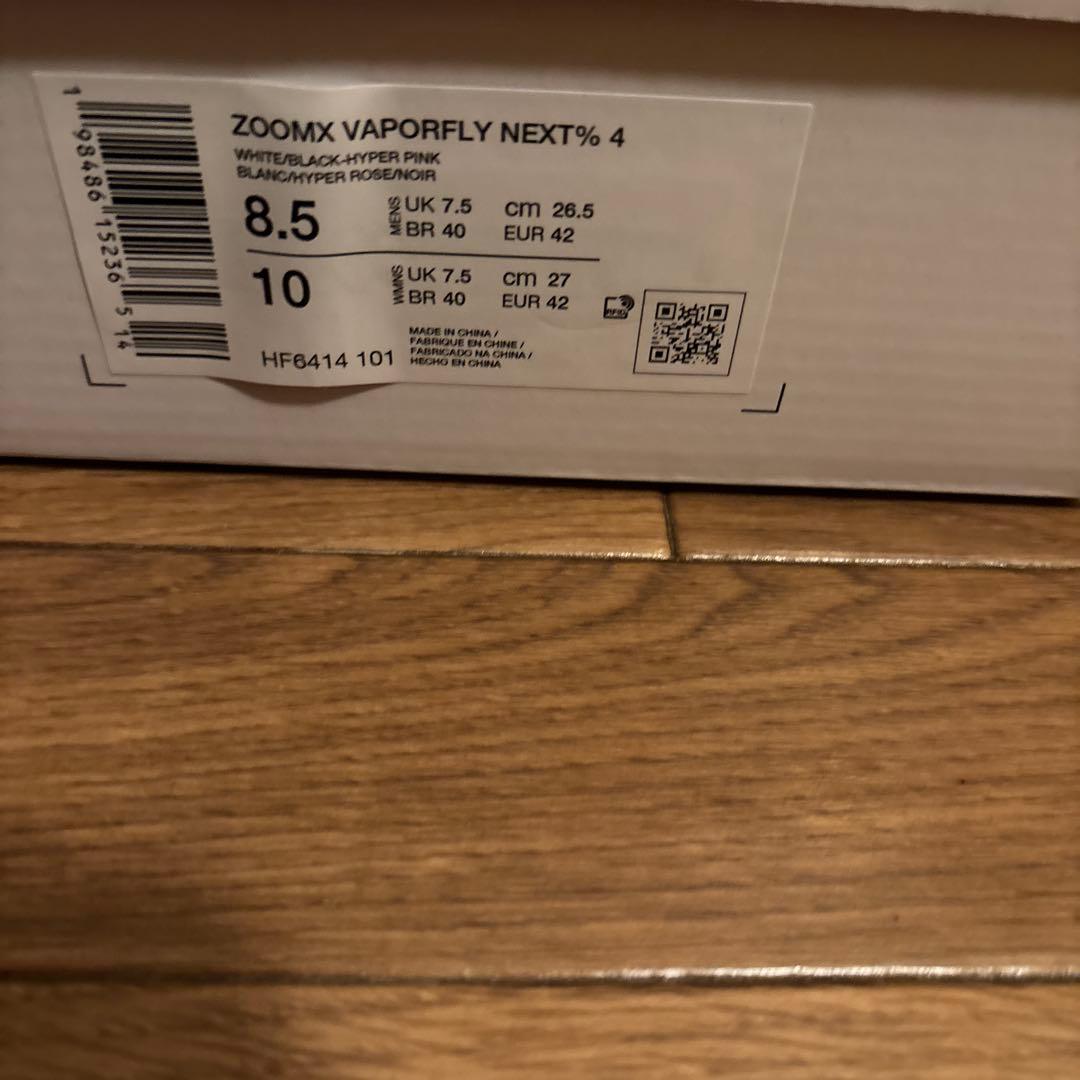 ZOOMX VAPORFLY NEXT% 4
WHITE/BLACK-HYPER PINK
BLANC/HYPER ROSE/NOIR
8.5 MENS UK 7.5 cm 26.5
BR 40 EUR 42
10 WMNS UK 7.5 cm 27
BR 40 EUR 42
RFID
HF6414 101
MADE IN CHINA /
FABRIQUE EN CHINE /
FABRICADO NA CHINA /
HECHO EN CHINA
1 98486 15236 5 14